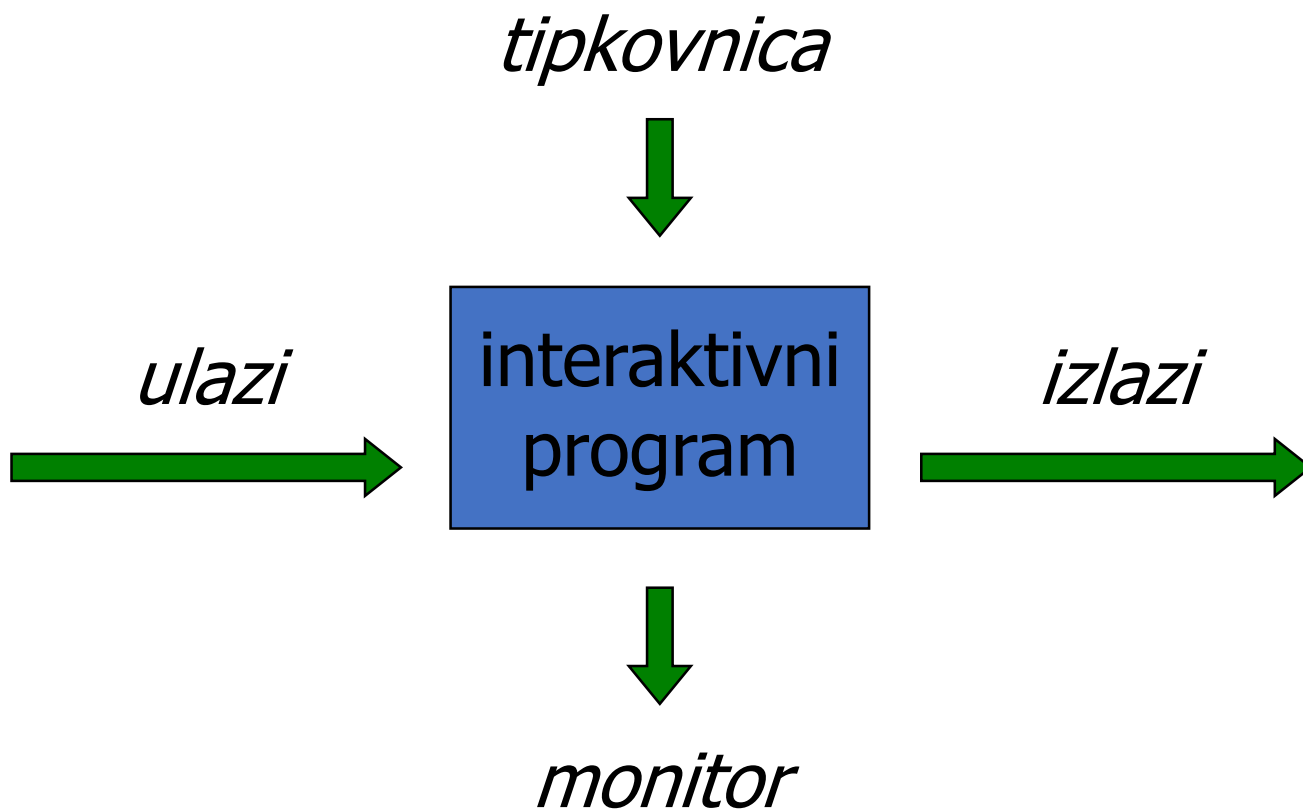 tipkovnica
ulazi
interaktivni
program
izlazi
monitor